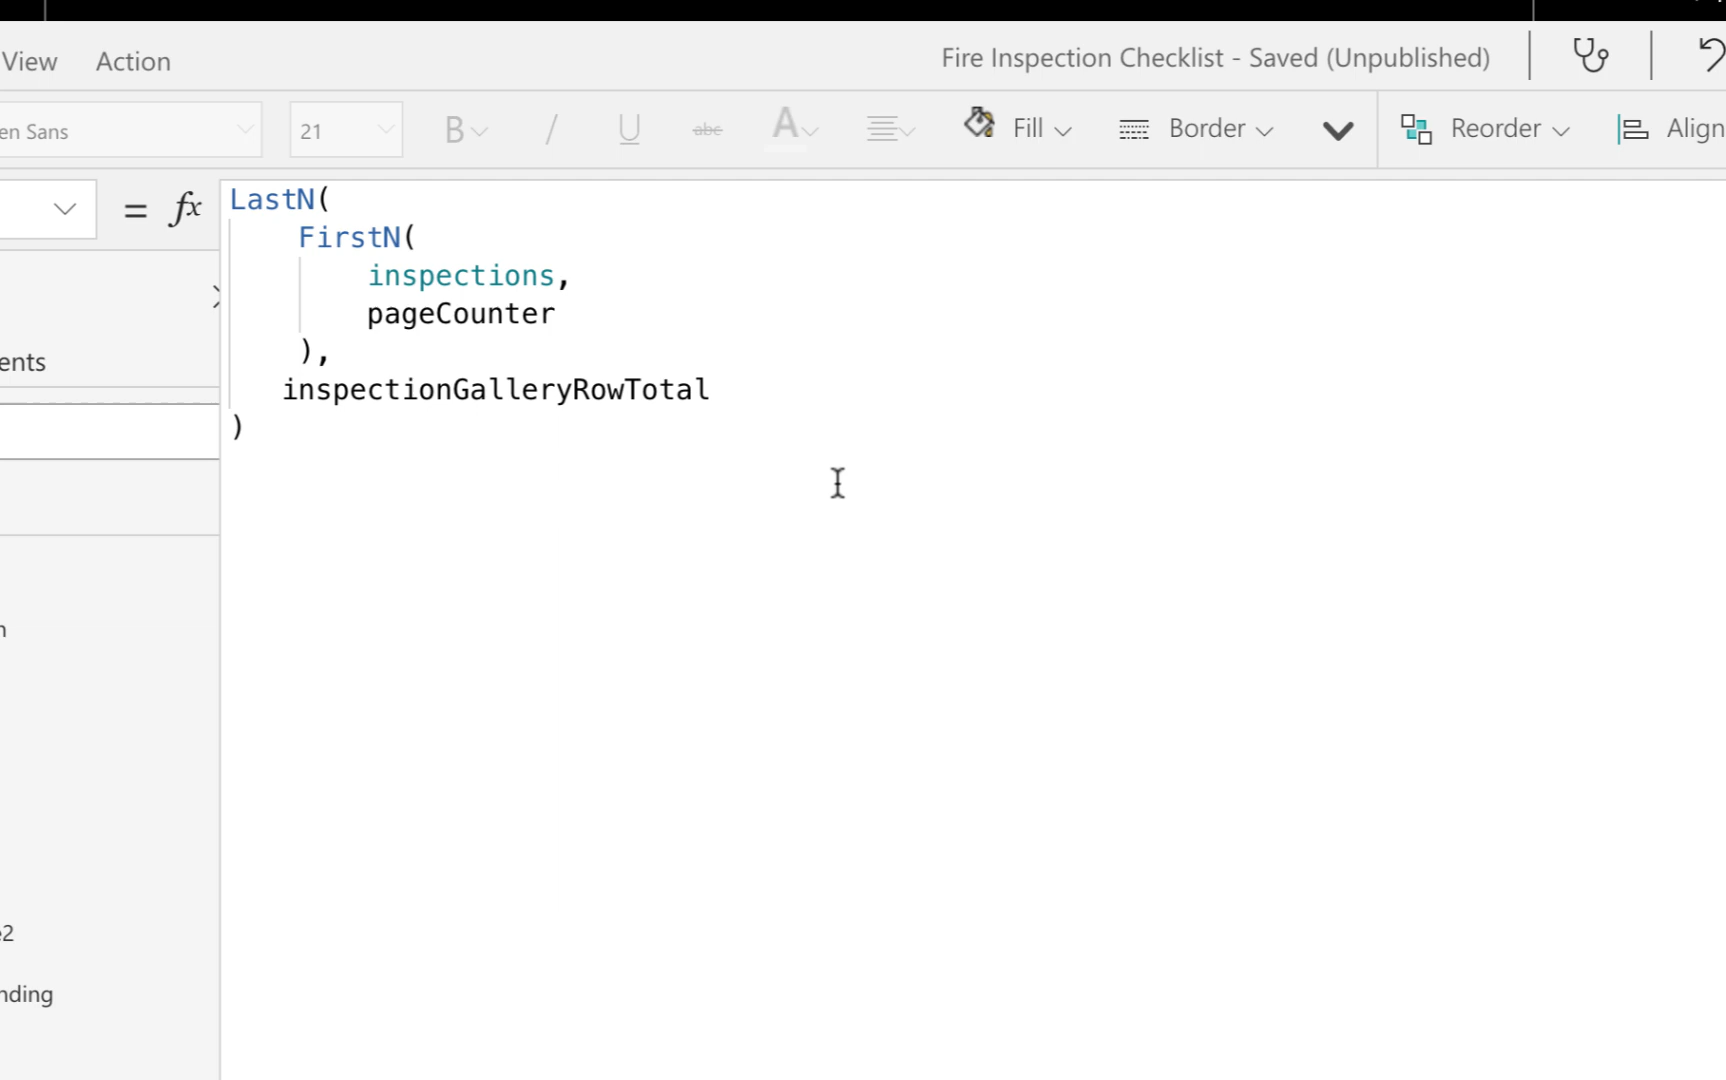 View Action Fire Inspection Checklist - Saved (Unpublished)
en Sans 21 B / U abc A Fill Border Reorder Align
= fx LastN(
FirstN(
inspections,
pageCounter
),
inspectionGalleryRowTotal
)
ents
n
e2
nding